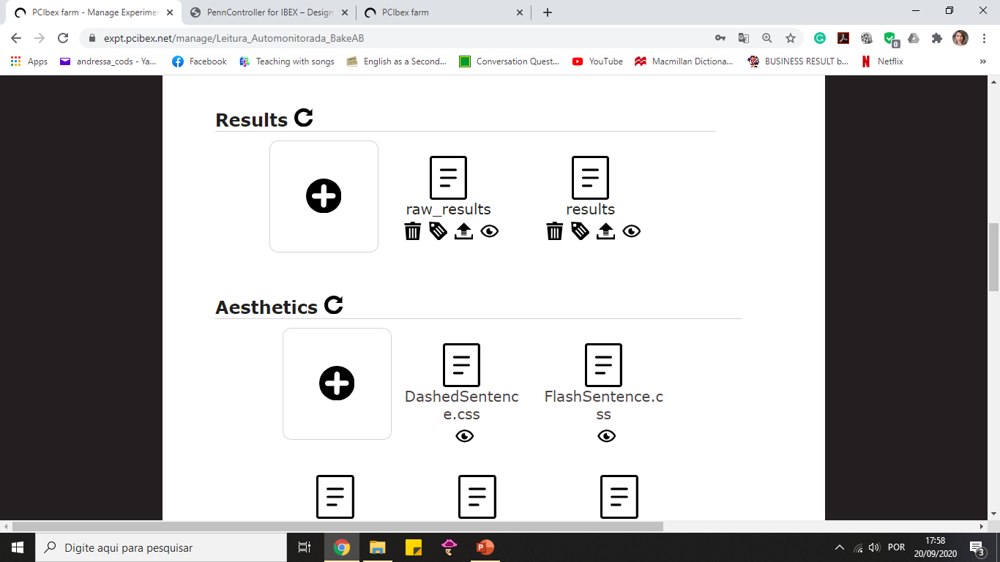 PCIbex farm - Manage Experimen
PennController for IBEX – Design
PCIbex farm
expt.pcibex.net/manage/Leitura_Automonitorada_BakeAB
0
Apps
andressa_cods - Ya...
Facebook
Teaching with songs
English as a Second...
Conversation Quest...
YouTube
Macmillan Dictiona...
BUSINESS RESULT b...
Netflix
»
Results
raw_results
results
Aesthetics
DashedSentenc
e.css
FlashSentence.c
ss
Digite aqui para pesquisar
POR
17:58
20/09/2020
3